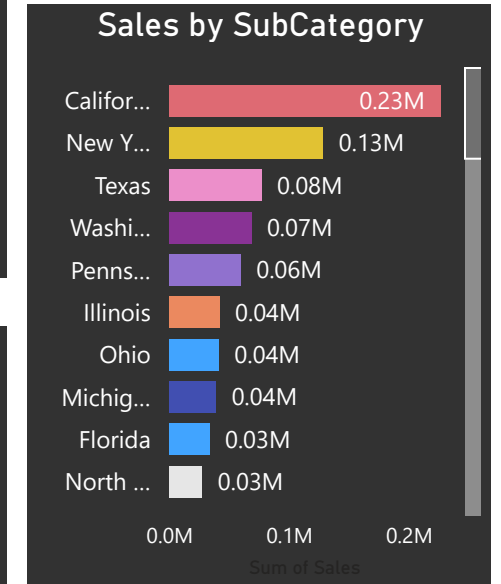 Sales by SubCategory
Califor... 0.23M
New Y... 0.13M
Texas 0.08M
Washi... 0.07M
Penns... 0.06M
Illinois 0.04M
Ohio 0.04M
Michig... 0.04M
Florida 0.03M
North ... 0.03M
0.0M 0.1M 0.2M
Sum of Sales